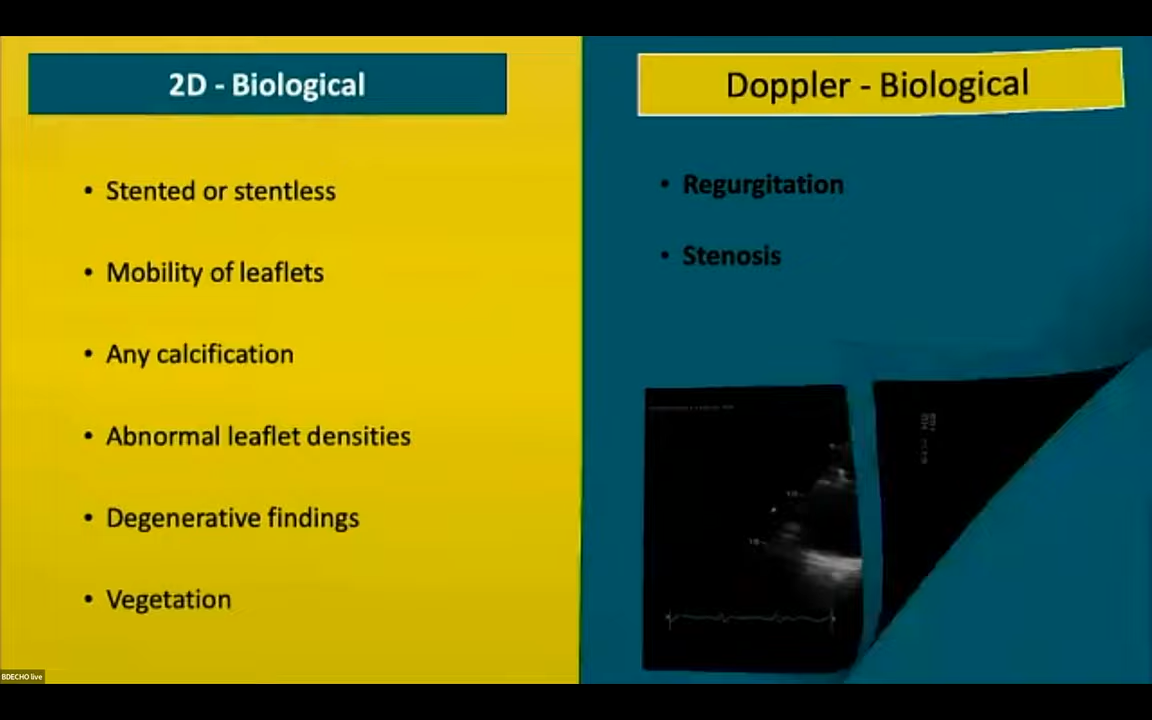 2D - Biological
• Stented or stentless
• Mobility of leaflets
• Any calcification
• Abnormal leaflet densities
• Degenerative findings
• Vegetation
Doppler - Biological
• Regurgitation
• Stenosis
BDECHO live